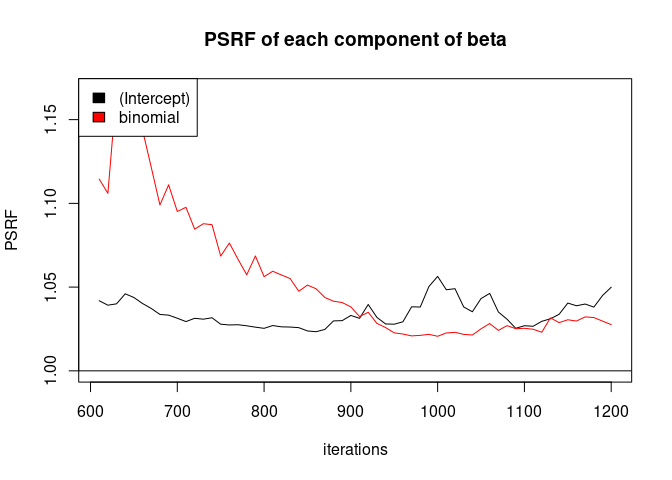 PSRF of each component of beta
(Intercept)
binomial
PSRF
1.15
1.10
1.05
1.00
600 700 800 900 1000 1100 1200
iterations